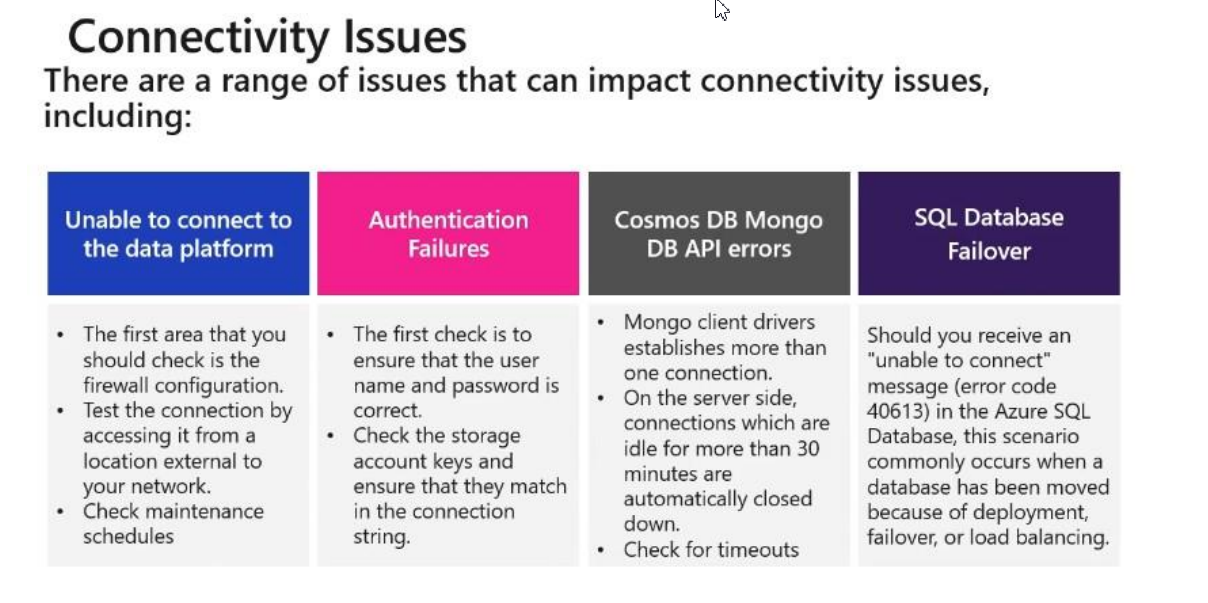 Connectivity Issues
There are a range of issues that can impact connectivity issues,
including:
Unable to connect to
the data platform
• The first area that you
should check is the
firewall configuration.
• Test the connection by
accessing it from a
location external to
your network.
• Check maintenance
schedules
Authentication
Failures
• The first check is to
ensure that the user
name and password is
correct.
• Check the storage
account keys and
ensure that they match
in the connection
string.
Cosmos DB Mongo
DB API errors
• Mongo client drivers
establishes more than
one connection.
• On the server side,
connections which are
idle for more than 30
minutes are
automatically closed
down.
• Check for timeouts
SQL Database
Failover
Should you receive an
"unable to connect"
message (error code
40613) in the Azure SQL
Database, this scenario
commonly occurs when a
database has been moved
because of deployment,
failover, or load balancing.